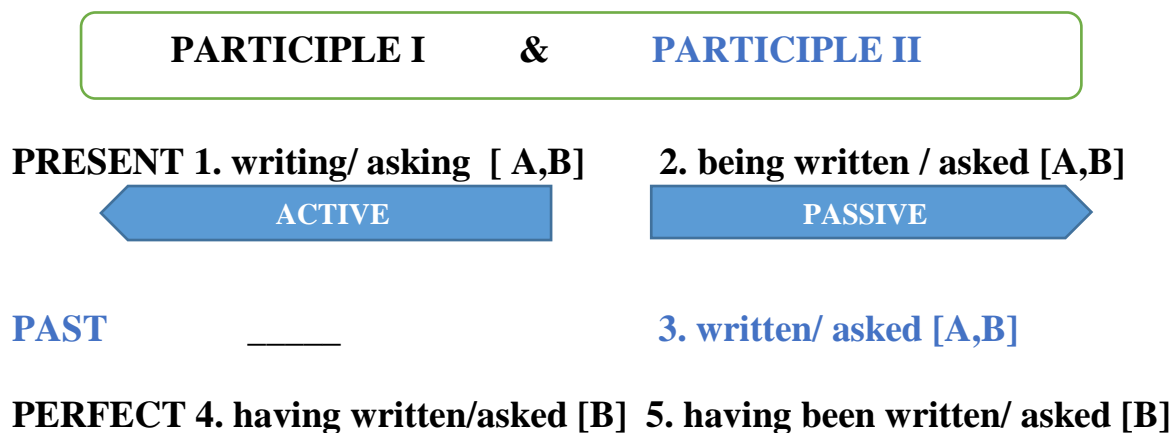 PARTICIPLE I & PARTICIPLE II
PRESENT 1. writing/ asking [ A,B] 2. being written / asked [A,B]
ACTIVE PASSIVE
PAST _____ 3. written/ asked [A,B]
PERFECT 4. having written/asked [B] 5. having been written/ asked [B]